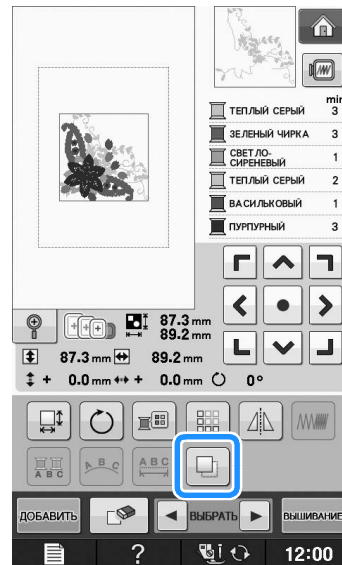 min
ТЕПЛЫЙ СЕРЫЙ 3
ЗЕЛЕНЫЙ ЧИРКА 3
СВЕТЛО-
СИРЕНЕВЫЙ 1
ТЕПЛЫЙ СЕРЫЙ 2
ВАСИЛЬКОВЫЙ 1
ПУРПУРНЫЙ 3
87.3 mm
89.2 mm
87.3 mm 89.2 mm
+ 0.0 mm + 0.0 mm 0°
A B C A B C A B C
ДОБАВИТЬ ВЫБРАТЬ ВЫШИВАНИЕ
? 12:00